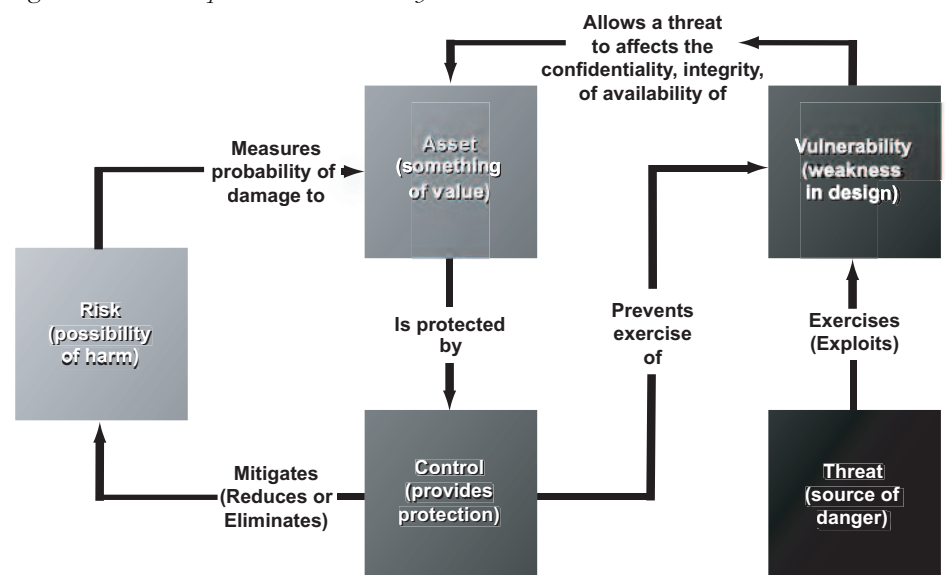 Allows a threat
to affects the
confidentiality, integrity,
of availability of
Asset
(something
of value)
Vulnerability
(weakness
in design)
Measures
probability of
damage to
Risk
(possibility
of harm)
Is protected
by
Prevents
exercise
of
Exercises
(Exploits)
Mitigates
(Reduces or
Eliminates)
Control
(provides
protection)
Threat
(source of
danger)